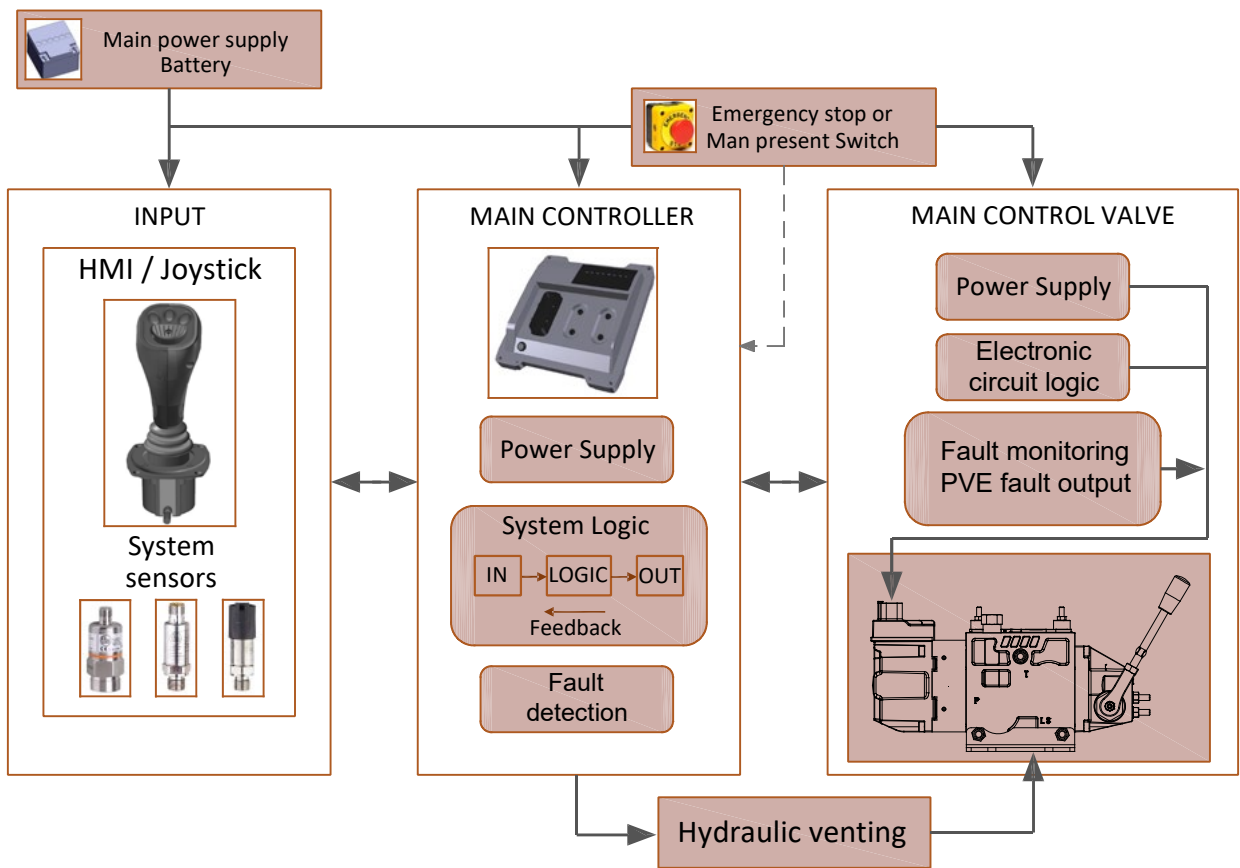 Main power supply
Battery
Emergency stop or
Man present Switch
INPUT
HMI / Joystick
System
sensors
MAIN CONTROLLER
Power Supply
System Logic
IN
LOGIC
OUT
Feedback
Fault
detection
MAIN CONTROL VALVE
Power Supply
Electronic
circuit logic
Fault monitoring
PVE fault output
P
T
LS
Hydraulic venting